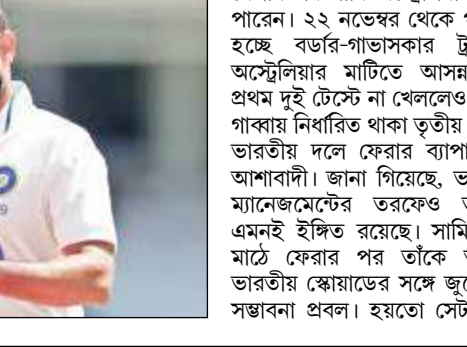 পারেন। ২২ নভেম্বর থেকে
হচ্ছে বর্ডার-গাভাসকার
অস্ট্রেলিয়ার মাটিতে আসন্ন
প্রথম দুই টেস্টে না খেললেও
গাব্বায় নির্ধারিত থাকা তৃতীয়
ভারতীয় দলে ফেরার ব্যাপা
আশাবাদী। জানা গিয়েছে, ভ
ম্যানেজমেন্টের তরফেও
এমনই ইঙ্গিত রয়েছে। সামি
মাঠে ফেরার পর তাঁকে
ভারতীয় স্কোয়াডের সঙ্গে জু
সম্ভাবনা প্রবল। হয়তো সেট